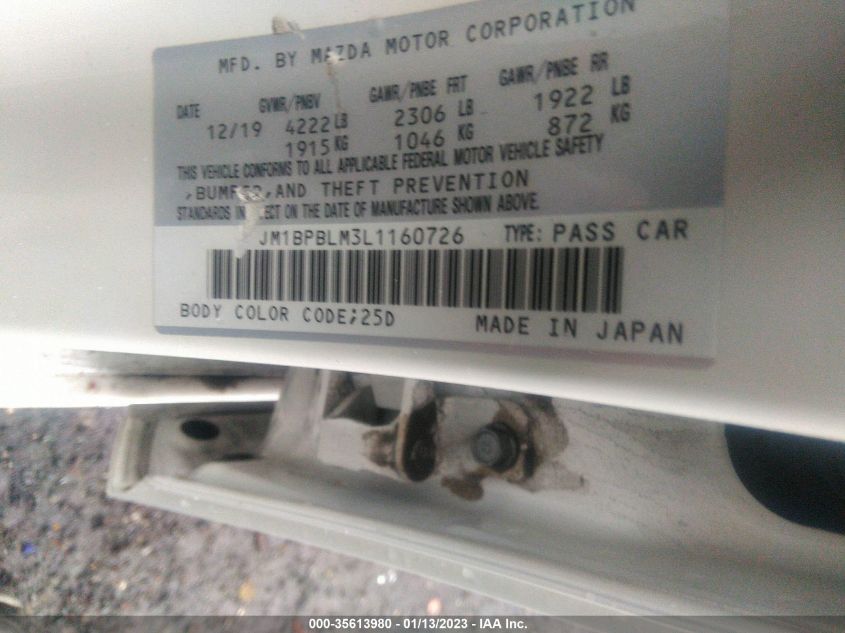 MFD. BY MAZDA MOTOR CORPORATION
DATE GVWR/PNBV GAWR/PNBE FRT GAWR/PNBE RR
12/19 4222 LB 2306 LB 1922 LB
1915 KG 1046 KG 872 KG
THIS VEHICLE CONFORMS TO ALL APPLICABLE FEDERAL MOTOR VEHICLE SAFETY
,BUMPER,AND THEFT PREVENTION
STANDARDS IN EFFECT ON THE DATE OF MANUFACTURE SHOWN ABOVE.
JM1BPBLM3L1160726 TYPE: PASS CAR
BODY COLOR CODE;25D MADE IN JAPAN
000-35613980 - 01/13/2023 - IAA Inc.